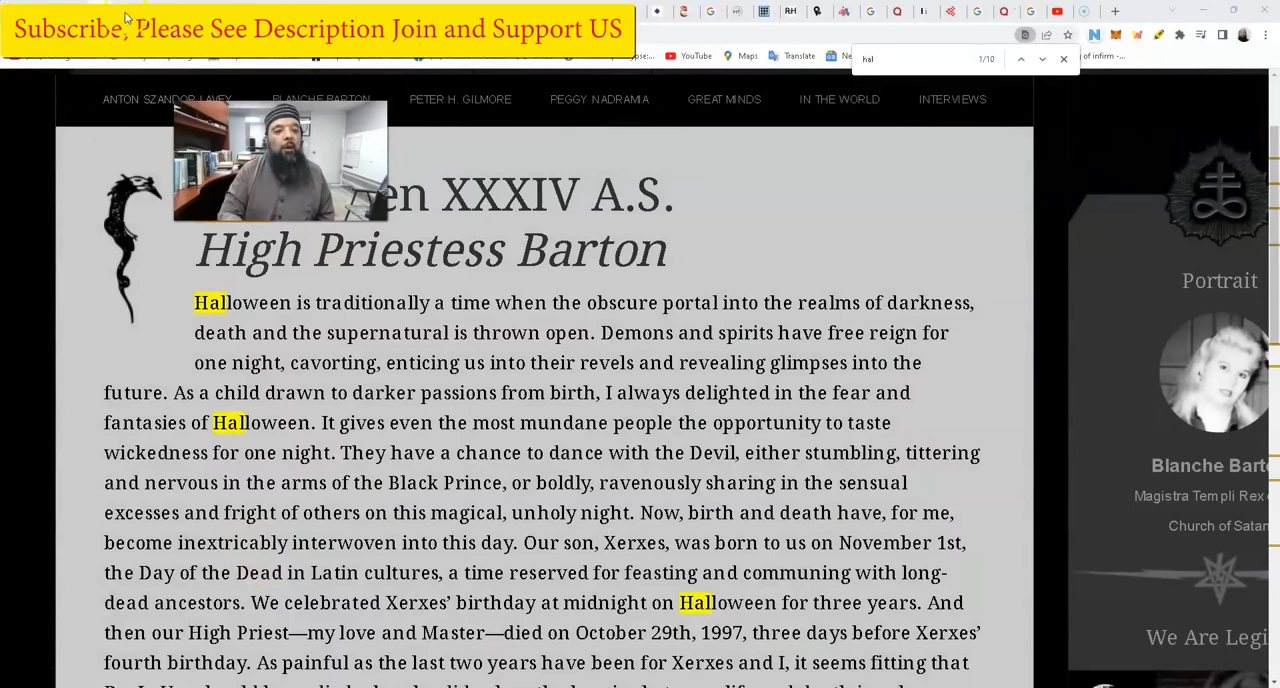 Subscribe, Please See Description Join and Support US
RH
hal
1/10
YouTube
Maps
Translate
of infirm -...
ANTON SZANDOR LAVEY
BLANCHE BARTON
PETER H. GILMORE
PEGGY NADRAMIA
GREAT MINDS
IN THE WORLD
INTERVIEWS
en XXXIV A.S.
High Priestess Barton
Halloween is traditionally a time when the obscure portal into the realms of darkness,
death and the supernatural is thrown open. Demons and spirits have free reign for
one night, cavorting, enticing us into their revels and revealing glimpses into the
future. As a child drawn to darker passions from birth, I always delighted in the fear and
fantasies of Halloween. It gives even the most mundane people the opportunity to taste
wickedness for one night. They have a chance to dance with the Devil, either stumbling, tittering
and nervous in the arms of the Black Prince, or boldly, ravenously sharing in the sensual
excesses and fright of others on this magical, unholy night. Now, birth and death have, for me,
become inextricably interwoven into this day. Our son, Xerxes, was born to us on November 1st,
the Day of the Dead in Latin cultures, a time reserved for feasting and communing with long-
dead ancestors. We celebrated Xerxes’ birthday at midnight on Halloween for three years. And
then our High Priest—my love and Master—died on October 29th, 1997, three days before Xerxes’
fourth birthday. As painful as the last two years have been for Xerxes and I, it seems fitting that
Portrait
Blanche Bart
Magistra Templi Rex
Church of Satan
We Are Legi